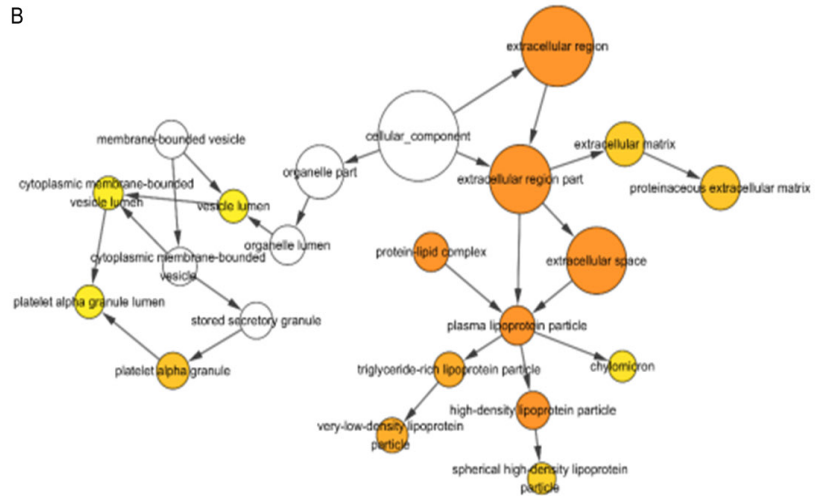 B
extracellular region
cellular_component
membrane-bounded vesicle
extracellular matrix
organelle part
extracellular region part
proteinaceous extracellular matrix
cytoplasmic membrane-bounded
vesicle lumen
vesicle lumen
organelle lumen
protein-lipid complex
extracellular space
cytoplasmic membrane-bounded
vesicle
platelet alpha granule lumen
stored secretory granule
plasma lipoprotein particle
platelet alpha granule
triglyceride-rich lipoprotein particle
chylomicron
high-density lipoprotein particle
very-low-density lipoprotein
particle
spherical high-density lipoprotein
particle